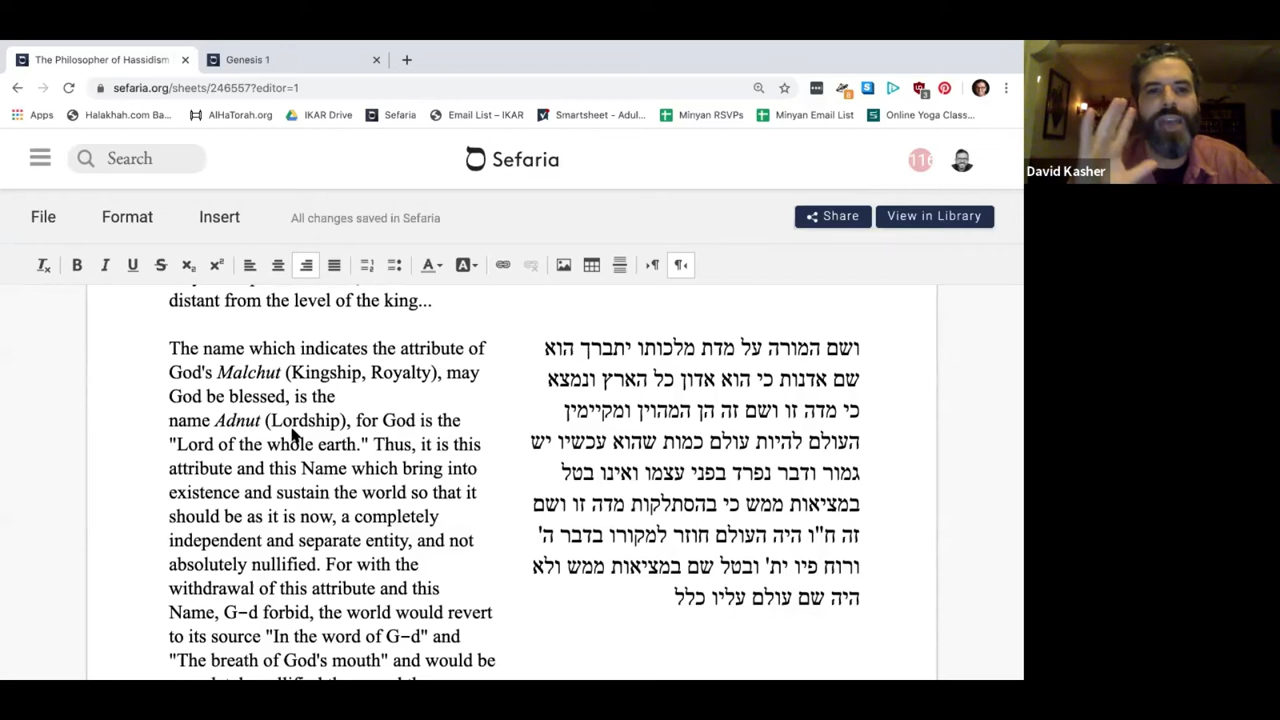 The Philosopher of Hassidism
Genesis 1
sefaria.org/sheets/246557?editor=1
Apps
Halakhah.com Ba...
AlHaTorah.org
IKAR Drive
Sefaria
Email List – IKAR
Smartsheet - Adul...
Minyan RSVPs
Minyan Email List
Online Yoga Class...
Search
Sefaria
116
David Kasher
File
Format
Insert
All changes saved in Sefaria
Share
View in Library
distant from the level of the king...
The name which indicates the attribute of
God's Malchut (Kingship, Royalty), may
God be blessed, is the
name Adnut (Lordship), for God is the
"Lord of the whole earth." Thus, it is this
attribute and this Name which bring into
existence and sustain the world so that it
should be as it is now, a completely
independent and separate entity, and not
absolutely nullified. For with the
withdrawal of this attribute and this
Name, G−d forbid, the world would revert
to its source "In the word of G−d" and
"The breath of God's mouth" and would be
ושם המורה על מדת מלכותו יתברך הוא
שם אדנות כי הוא אדון כל הארץ ונמצא
כי מדה זו ושם זה הן המהוין ומקיימין
העולם להיות עולם כמות שהוא עכשיו יש
גמור ודבר נפרד בפני עצמו ואינו בטל
במציאות ממש כי בהסתלקות מדה זו ושם
זה ח"ו היה העולם חוזר למקורו בדבר ה'
ורוח פיו ית' ובטל שם במציאות ממש ולא
היה שם עולם עליו כלל